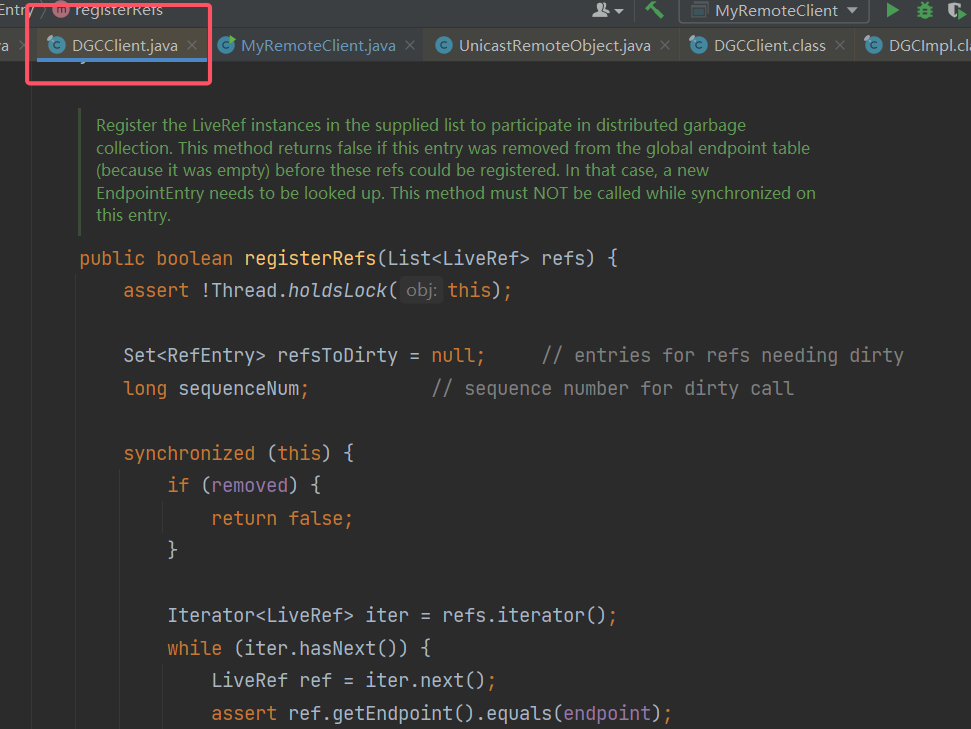 Entry registerRefs MyRemoteClient
va DGCClient.java MyRemoteClient.java UnicastRemoteObject.java DGCClient.class DGCImpl.cl
Register the LiveRef instances in the supplied list to participate in distributed garbage
collection. This method returns false if this entry was removed from the global endpoint table
(because it was empty) before these refs could be registered. In that case, a new
EndpointEntry needs to be looked up. This method must NOT be called while synchronized on
this entry.
public boolean registerRefs(List<LiveRef> refs) {
assert !Thread.holdsLock( obj: this);
Set<RefEntry> refsToDirty = null; // entries for refs needing dirty
long sequenceNum; // sequence number for dirty call
synchronized (this) {
if (removed) {
return false;
}
Iterator<LiveRef> iter = refs.iterator();
while (iter.hasNext()) {
LiveRef ref = iter.next();
assert ref.getEndpoint().equals(endpoint);